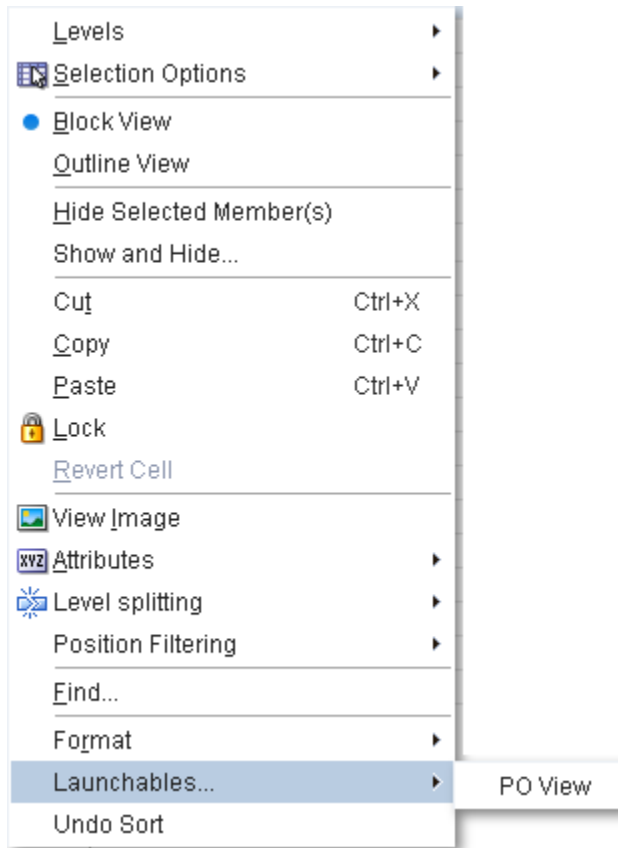 Levels
Selection Options
Block View
Outline View
Hide Selected Member(s)
Show and Hide...
Cut Ctrl+X
Copy Ctrl+C
Paste Ctrl+V
Lock
Revert Cell
View Image
XYZ Attributes
Level splitting
Position Filtering
Find...
Format
Launchables... PO View
Undo Sort